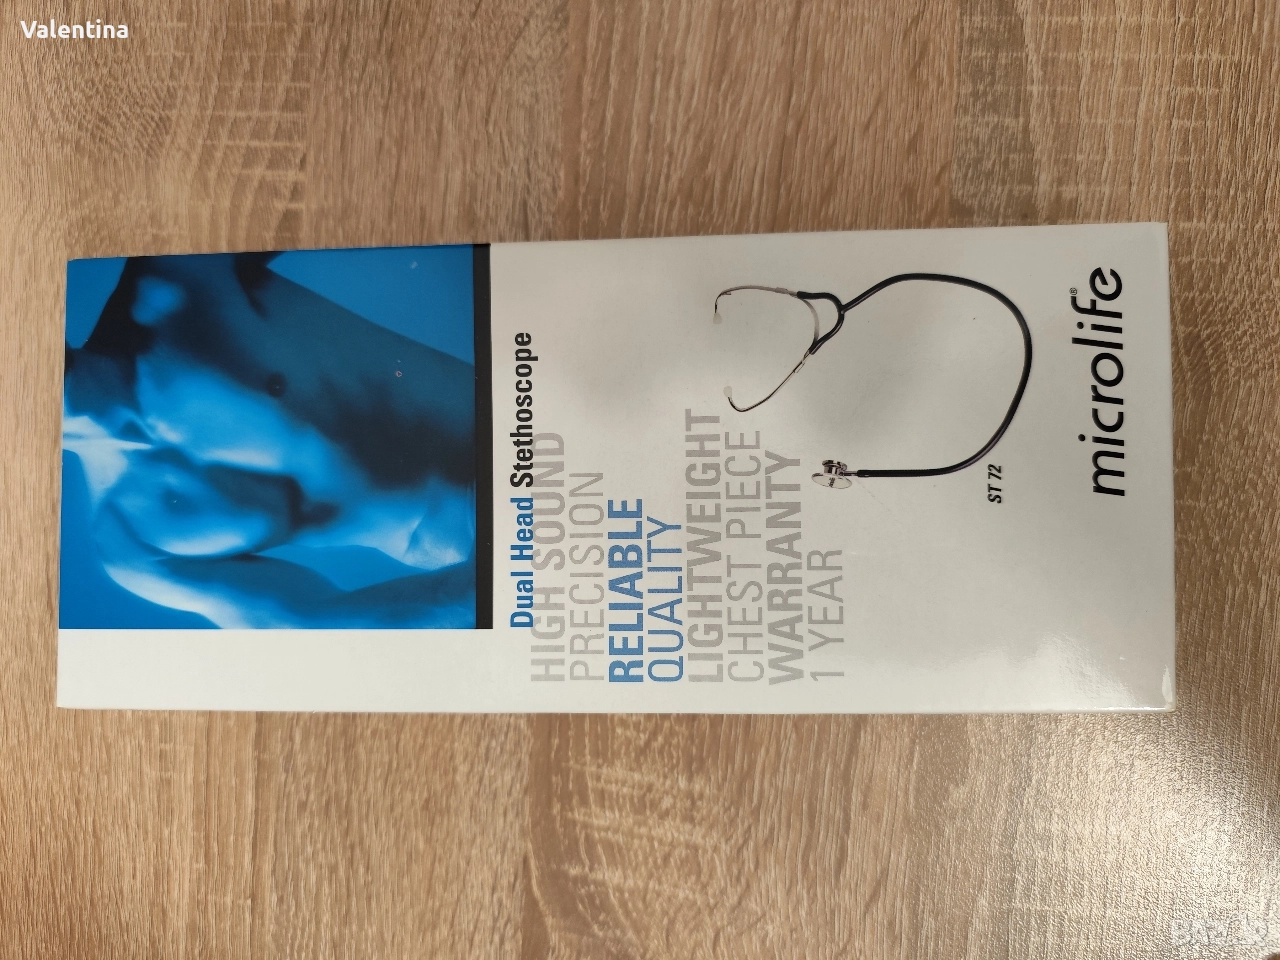 Valentina
Dual Head Stethoscope
HIGH SOUND
PRECISION
RELIABLE
QUALITY
LIGHTWEIGHT
CHEST PIECE
WARRANTY
1 YEAR
ST 72
microlife®